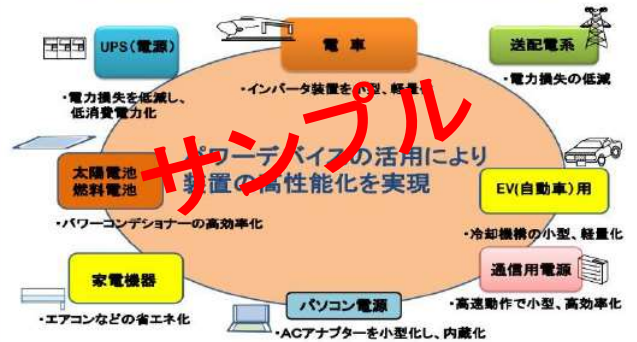 UPS(電源)
電車
送配電系
・電力損失を低減し、
低消費電力化
・インバータ装置を小型、軽量化
・電力損失の低減
サンプル
パワーデバイスの活用により
装置の高性能化を実現
太陽電池
燃料電池
・パワーコンデショナーの高効率化
EV(自動車)用
・冷却機構の小型、軽量化
家電機器
・エアコンなどの省エネ化
パソコン電源
・ACアナプターを小型化し、内蔵化
通信用電源
・高速動作で小型、高効率化